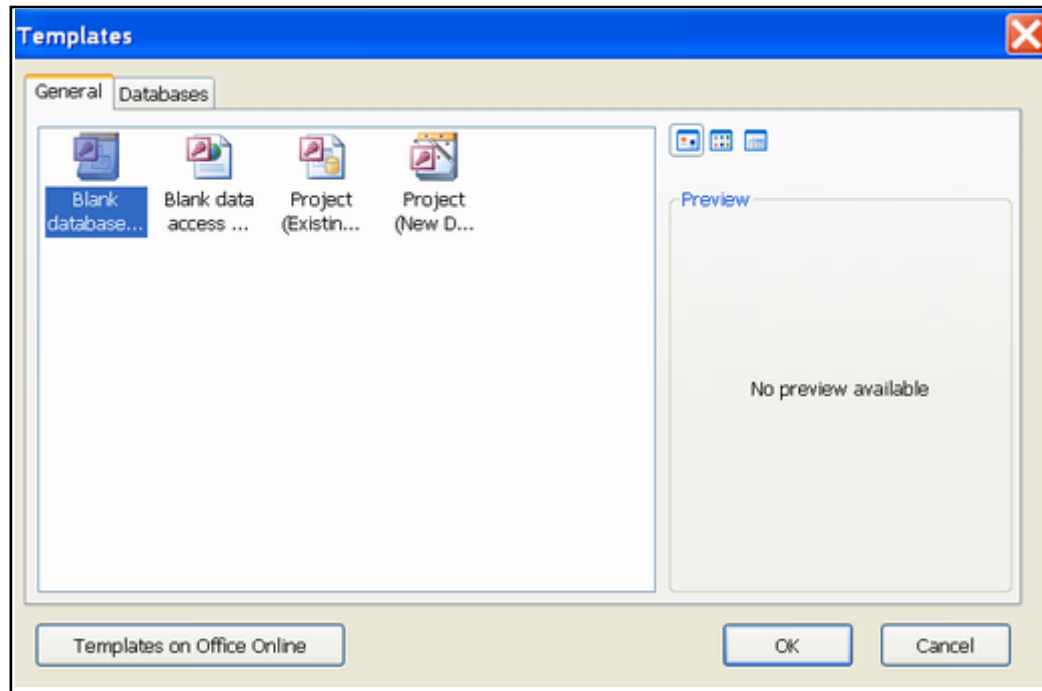 Templates
General Databases
Blank database...
Blank data access ...
Project (Existin...
Project (New D...
Preview
No preview available
Templates on Office Online
OK Cancel